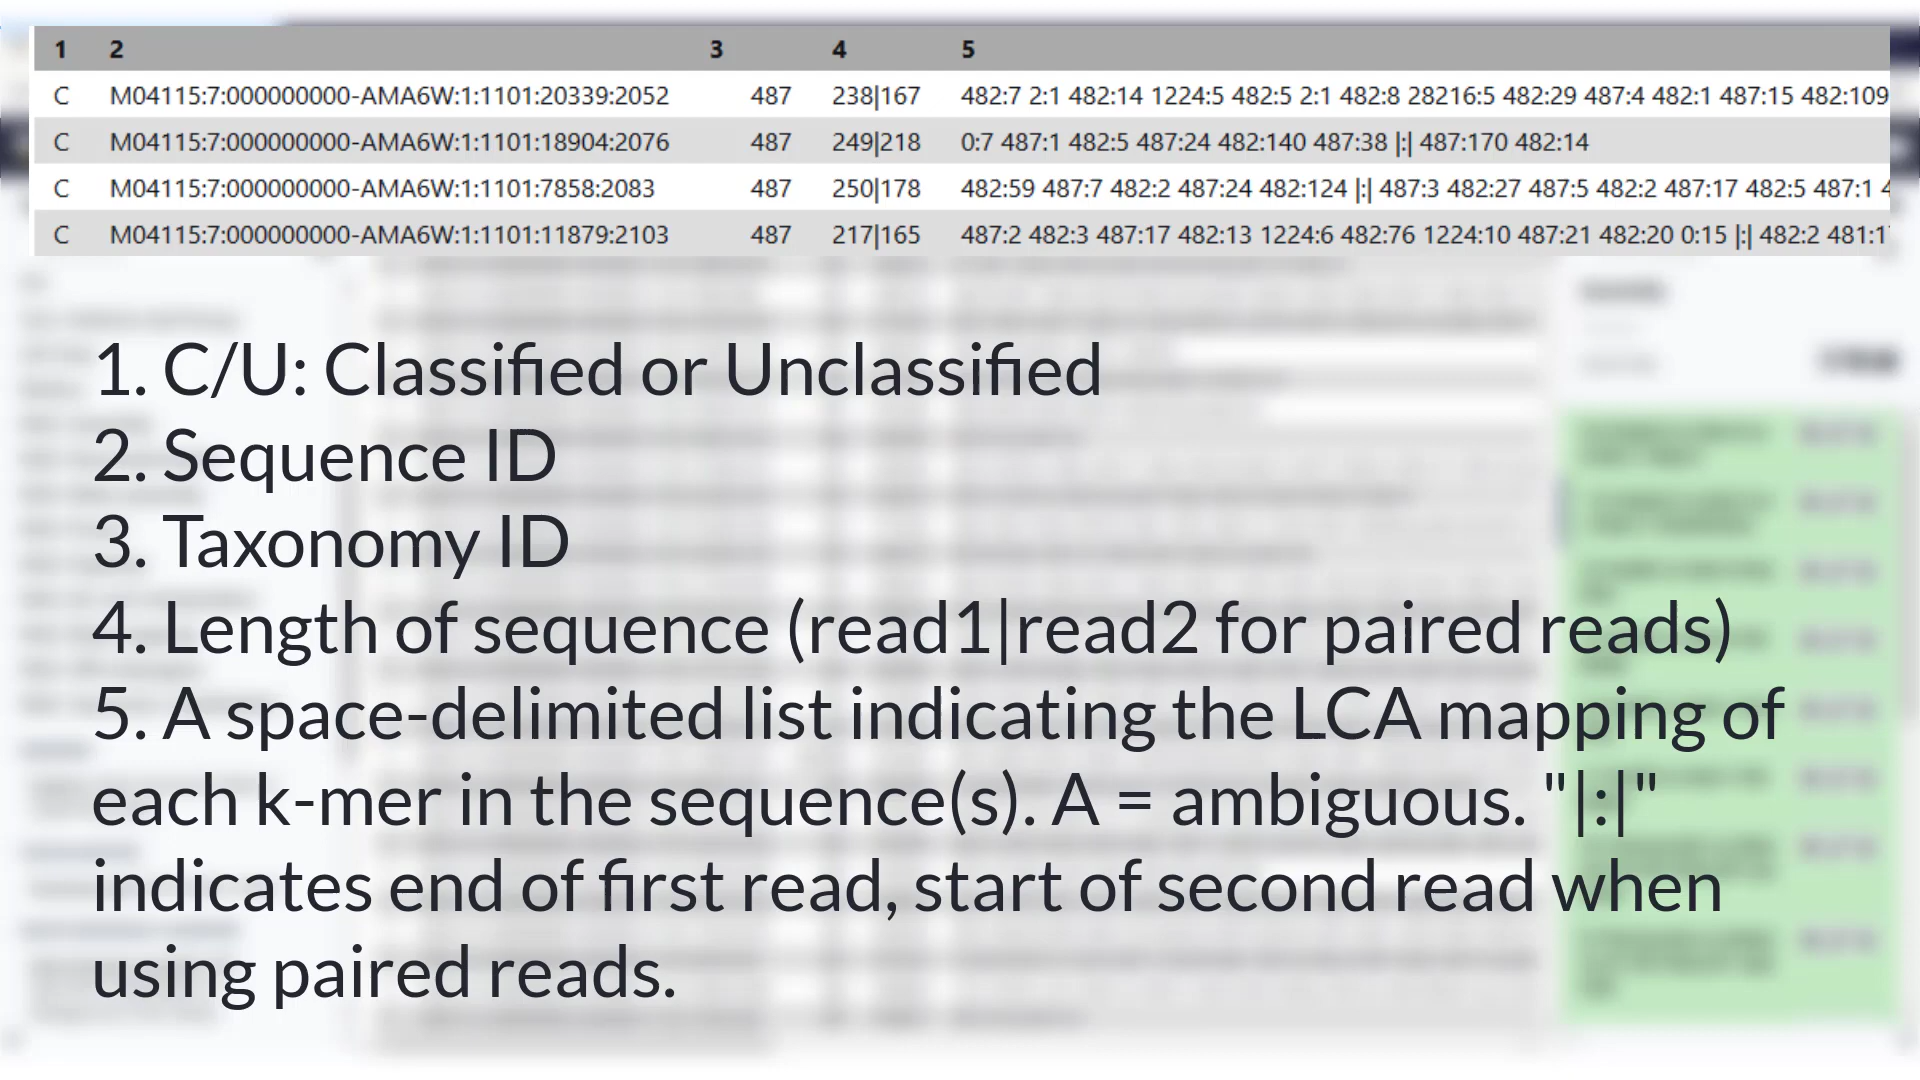 1 2 3 4 5
C M04115:7:000000000-AMA6W:1:1101:20339:2052 487 238|167 482:7 2:1 482:14 1224:5 482:5 2:1 482:8 28216:5 482:29 487:4 482:1 487:15 482:109
C M04115:7:000000000-AMA6W:1:1101:18904:2076 487 249|218 0:7 487:1 482:5 487:24 482:140 487:38 |:| 487:170 482:14
C M04115:7:000000000-AMA6W:1:1101:7858:2083 487 250|178 482:59 487:7 482:2 487:24 482:124 |:| 487:3 482:27 487:5 482:2 487:17 482:5 487:1
C M04115:7:000000000-AMA6W:1:1101:11879:2103 487 217|165 487:2 482:3 487:17 482:13 1224:6 482:76 1224:10 487:21 482:20 0:15 |:| 482:2
1. C/U: Classified or Unclassified
2. Sequence ID
3. Taxonomy ID
4. Length of sequence (read1|read2 for paired reads)
5. A space-delimited list indicating the LCA mapping of
each k-mer in the sequence(s). A = ambiguous. "|:|"
indicates end of first read, start of second read when
using paired reads.